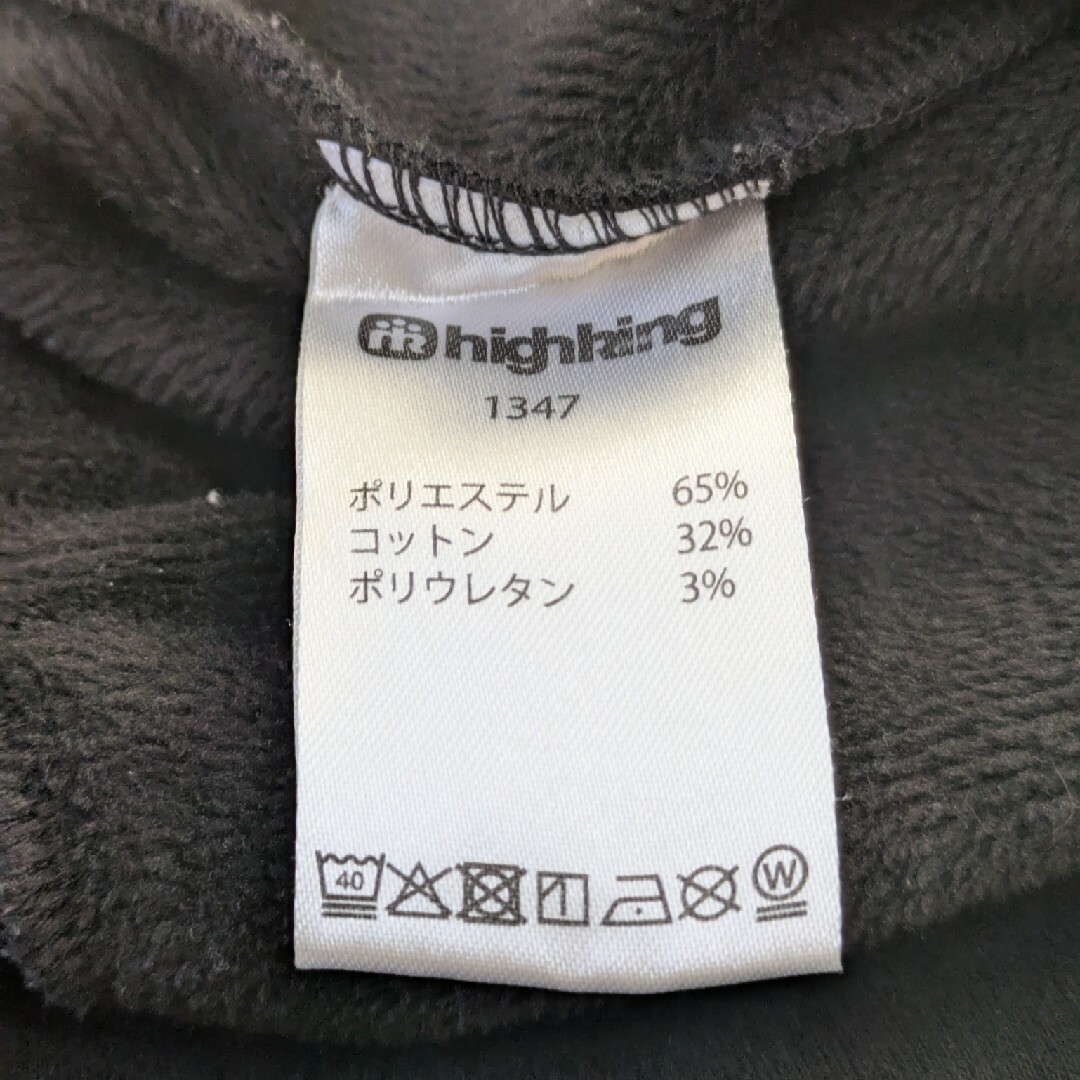 highking
1347
ポリエステル 65%
コットン 32%
ポリウレタン 3%
40
W